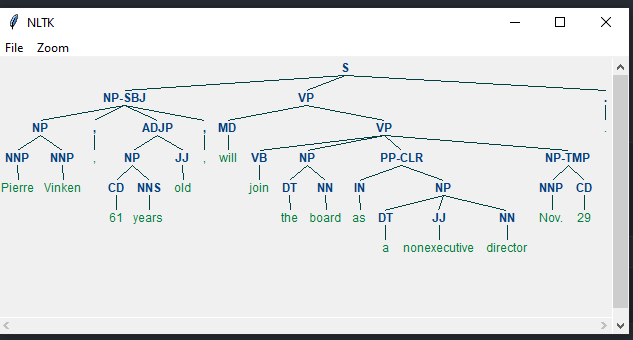 NLTK
File Zoom
S
NP-SBJ VP .
NP , ADJP , MD VP .
NNP NNP , NP JJ , will VB NP PP-CLR NP-TMP
Pierre Vinken CD NNS old join DT NN IN NP NNP CD
61 years the board as DT JJ NN Nov. 29
a nonexecutive director